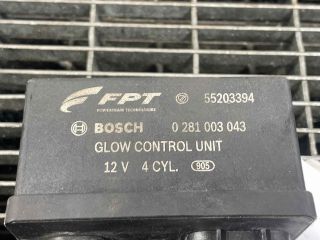 FPT 55203394
POWERTRAIN TECHNOLOGIES
BOSCH 0 281 003 043
GLOW CONTROL UNIT
12 V 4 CYL. 905